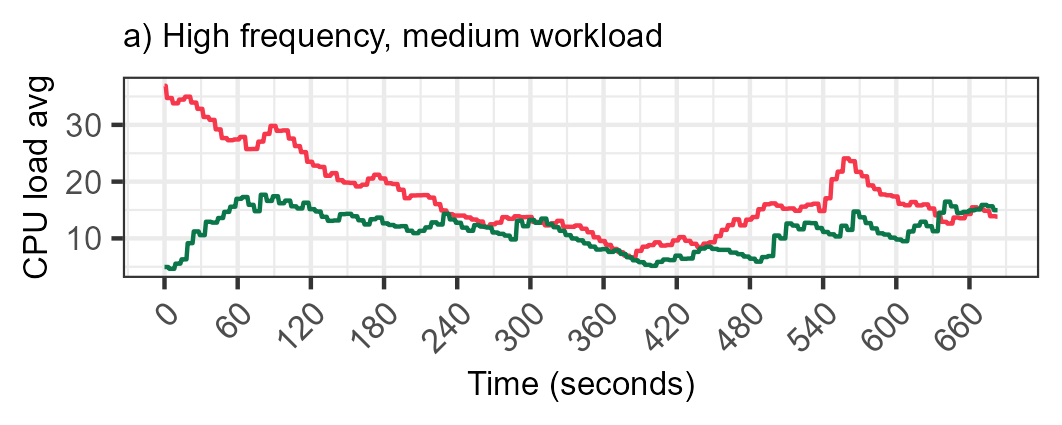 a) High frequency, medium workload
CPU load avg
30
20
10
0 60 120 180 240 300 360 420 480 540 600 660
Time (seconds)